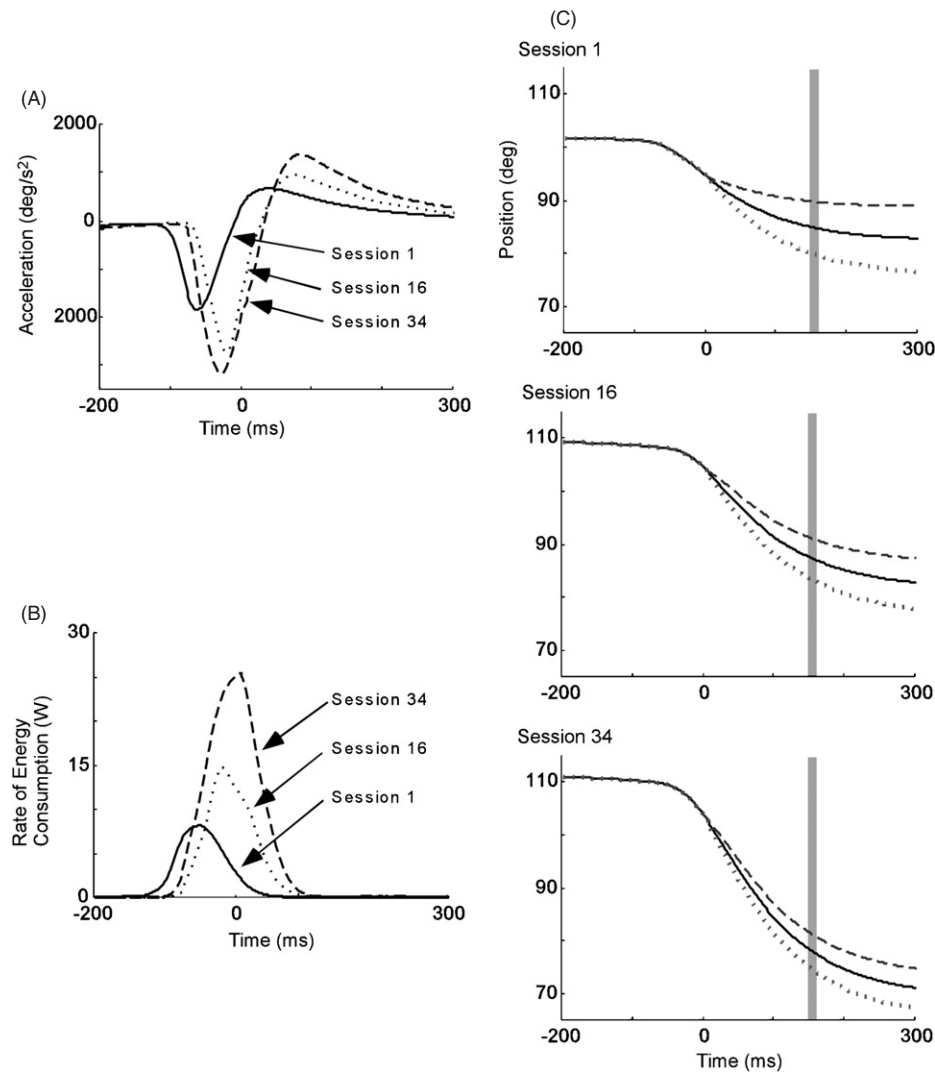 (A)
2000
0
2000
Acceleration (deg/s²)
Session 1
Session 16
Session 34
-200
0
300
Time (ms)
(B)
30
15
0
Rate of Energy
Consumption (W)
Session 34
Session 16
Session 1
-200
0
300
Time (ms)
(C)
Session 1
110
90
70
Position (deg)
-200
0
300
Session 16
110
90
70
-200
0
300
Session 34
110
90
70
-200
0
300
Time (ms)